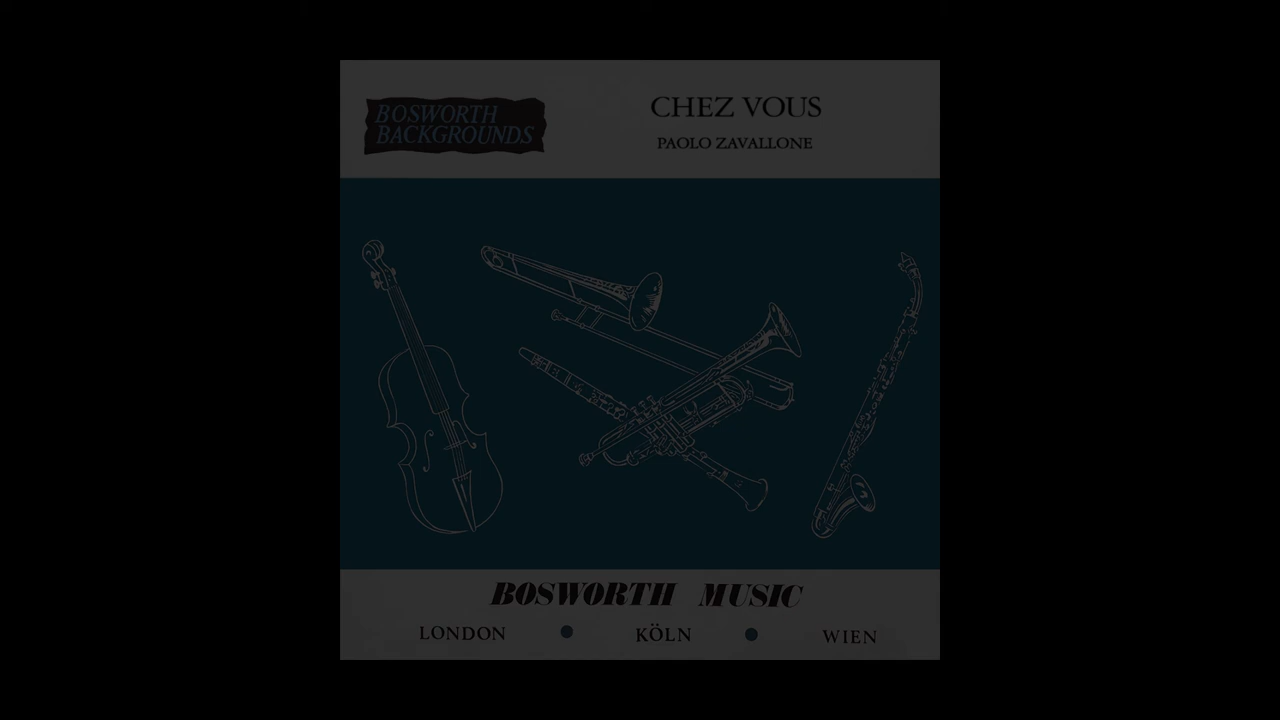 BOSWORTH
BACKGROUNDS
CHEZ VOUS
PAOLO ZAVALLONE
BOSWORTH MUSIC
LONDON • KÖLN • WIEN